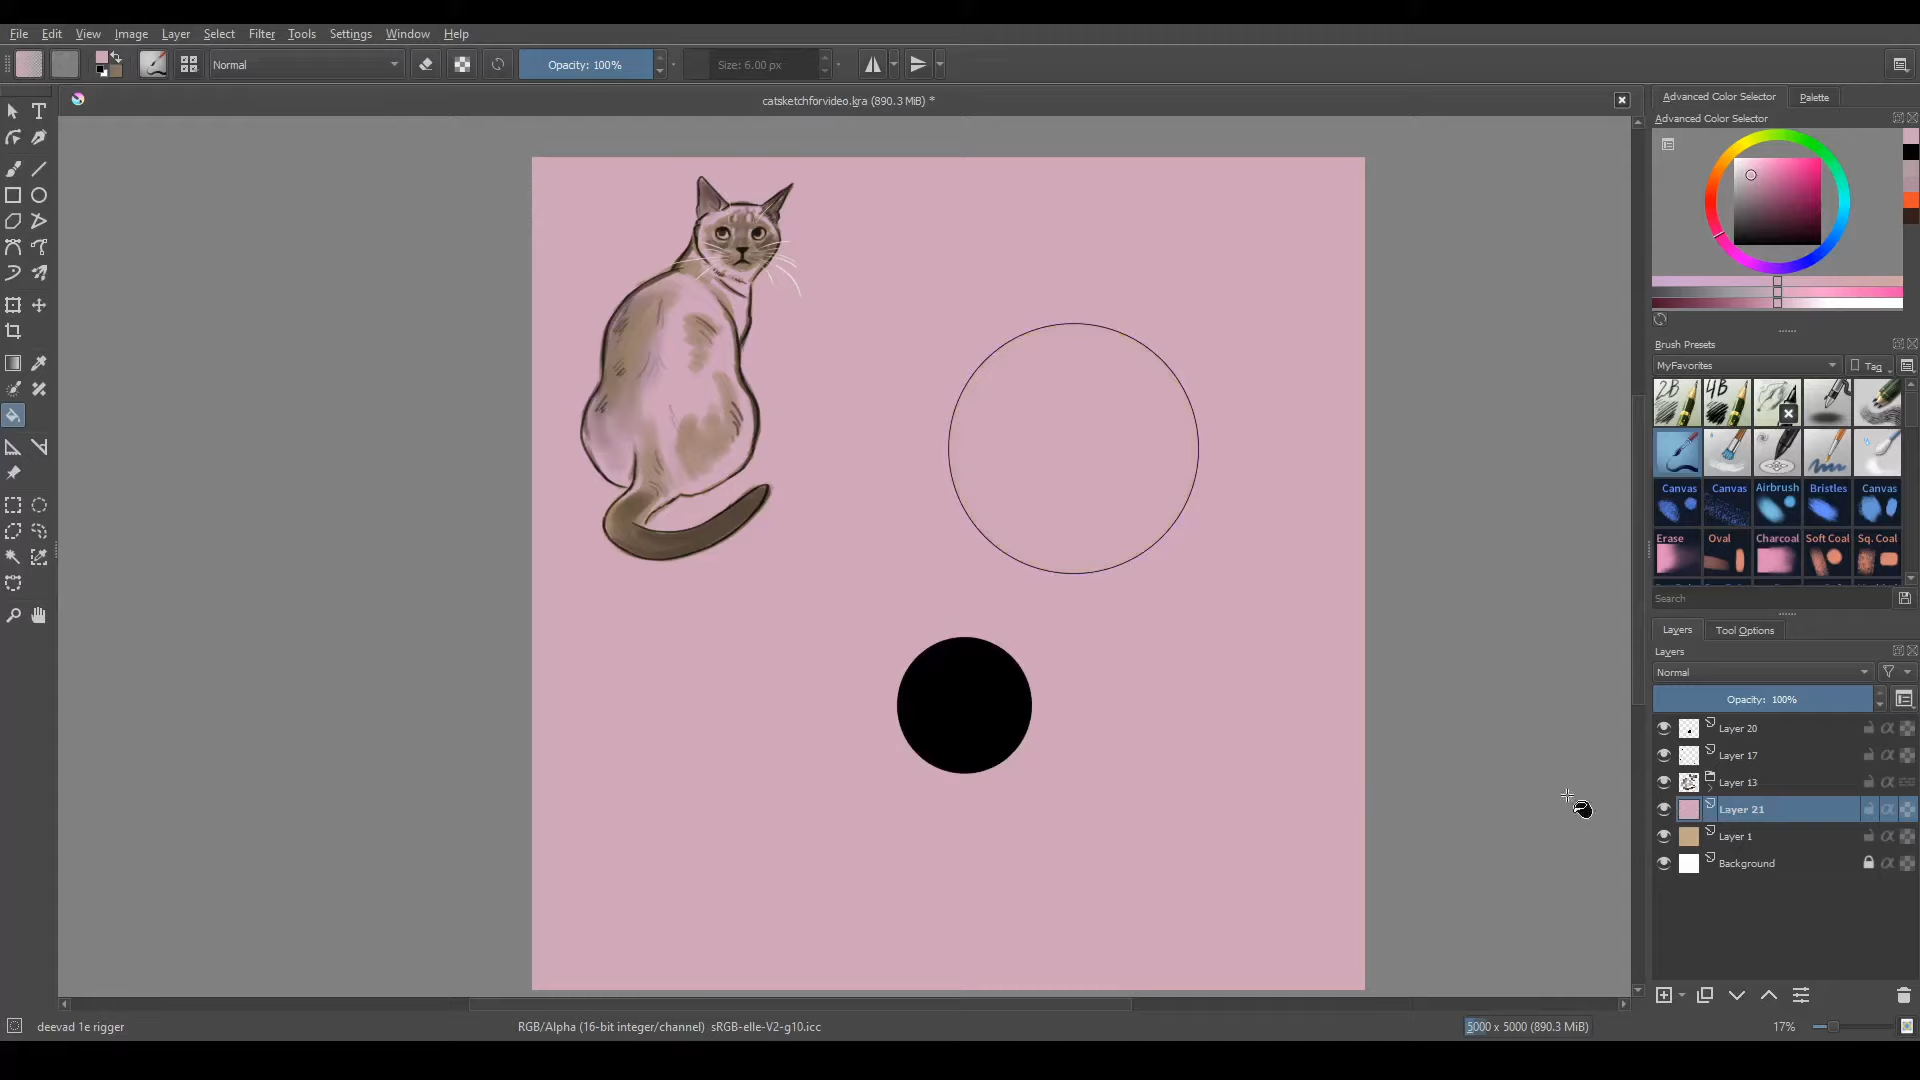 File Edit View Image Layer Select Filter Tools Settings Window Help
Normal
Opacity: 100%
Size: 6.00 px
catsketchforvideo.kra (890.3 MiB) *
Advanced Color Selector
Palette
Advanced Color Selector
Brush Presets
MyFavorites
Tag
2B 4B
Canvas Canvas Airbrush Bristles Canvas
Erase Oval Charcoal Soft Coal Sq. Coal
Search
Layers
Tool Options
Layers
Normal
Opacity: 100%
Layer 20
Layer 17
Layer 13
Layer 21
Layer 1
Background
deevad 1e rigger
RGB/Alpha (16-bit integer/channel) sRGB-elle-V2-g10.icc
5000 x 5000 (890.3 MiB)
17%